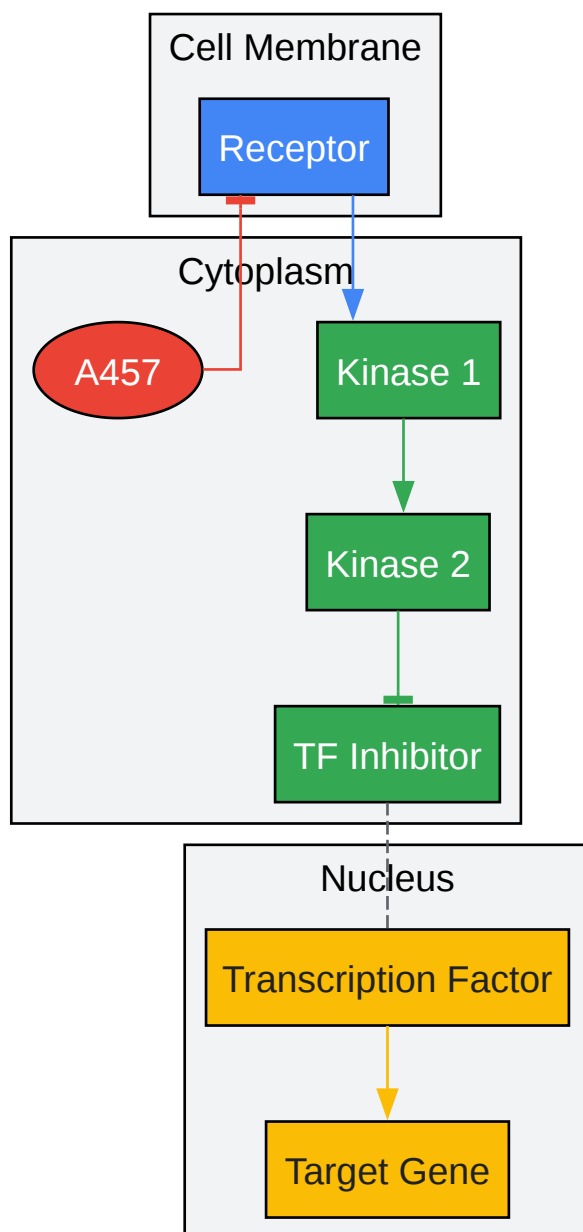 Cell Membrane
Receptor
Cytoplasm
A457
Kinase 1
Kinase 2
TF Inhibitor
Nucleus
Transcription Factor
Target Gene